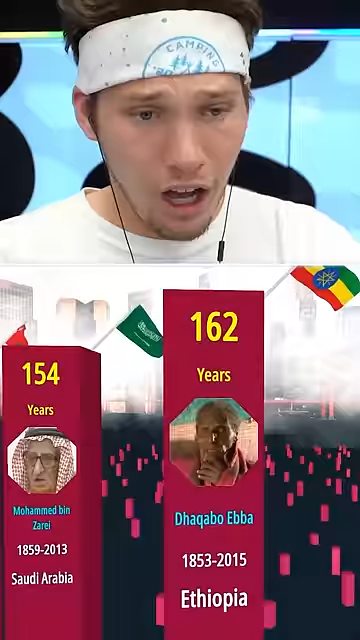 CAMPING
154
Years
Mohammed bin
Zarei
1859-2013
Saudi Arabia
162
Years
Dhaqabo Ebba
1853-2015
Ethiopia